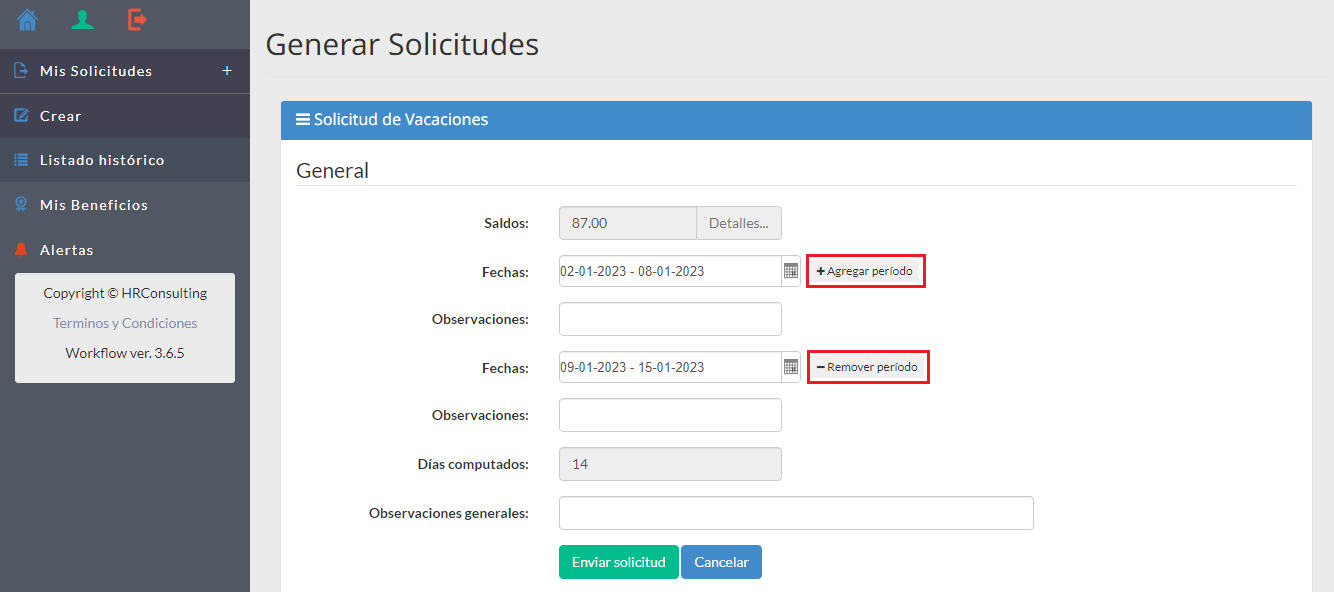 Generar Solicitudes
Mis Solicitudes +
Crear
Listado histórico
Mis Beneficios
Alertas
Copyright © HRConsulting
Terminos y Condiciones
Workflow ver. 3.6.5
Solicitud de Vacaciones
General
Saldos: 87.00 Detalles...
Fechas: 02-01-2023 - 08-01-2023 + Agregar período
Observaciones:
Fechas: 09-01-2023 - 15-01-2023 − Remover período
Observaciones:
Días computados: 14
Observaciones generales:
Enviar solicitud Cancelar